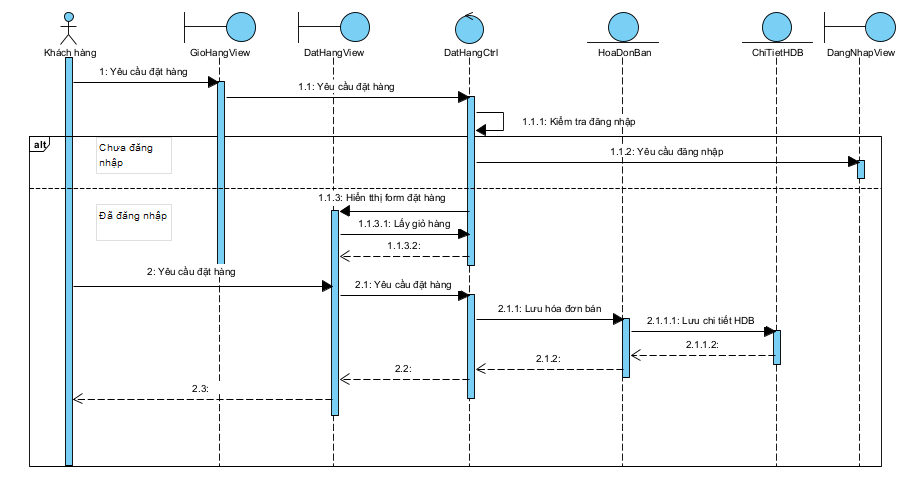 Khách hàng
GioHangView
DatHangView
DatHangCtrl
HoaDonBan
ChiTietHDB
DangNhapView
1: Yêu cầu đặt hàng
1.1: Yêu cầu đặt hàng
1.1.1: Kiểm tra đăng nhập
alt
Chưa đăng
nhập
1.1.2: Yêu cầu đăng nhập
1.1.3: Hiển thị form đặt hàng
Đã đăng nhập
1.1.3.1: Lấy giỏ hàng
1.1.3.2:
2: Yêu cầu đặt hàng
2.1: Yêu cầu đặt hàng
2.1.1: Lưu hóa đơn bán
2.1.1.1: Lưu chi tiết HDB
2.1.1.2:
2.1.2:
2.2:
2.3: